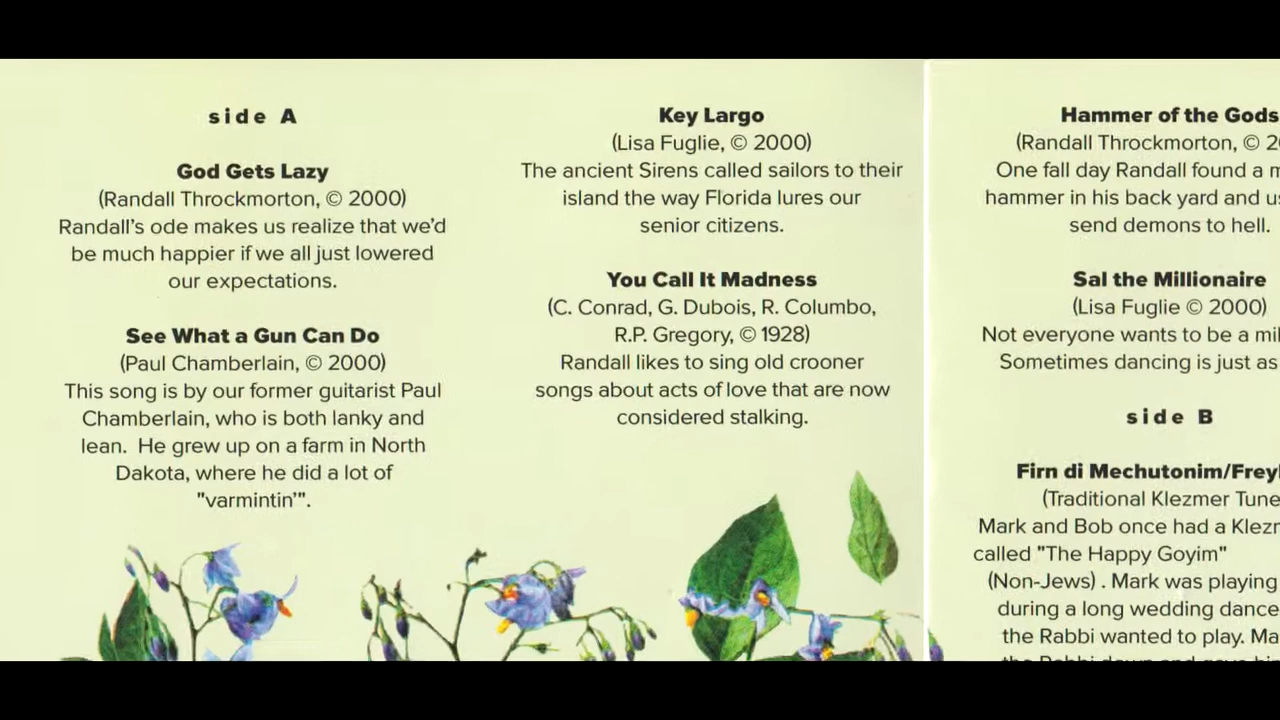 side A
God Gets Lazy
(Randall Throckmorton, © 2000)
Randall's ode makes us realize that we'd
be much happier if we all just lowered
our expectations.
See What a Gun Can Do
(Paul Chamberlain, © 2000)
This song is by our former guitarist Paul
Chamberlain, who is both lanky and
lean.  He grew up on a farm in North
Dakota, where he did a lot of
"varmintin'".
Key Largo
(Lisa Fuglie, © 2000)
The ancient Sirens called sailors to their
island the way Florida lures our
senior citizens.
You Call It Madness
(C. Conrad, G. Dubois, R. Columbo,
R.P. Gregory, © 1928)
Randall likes to sing old crooner
songs about acts of love that are now
considered stalking.
Hammer of the Gods
(Randall Throckmorton, ©
One fall day Randall found a
hammer in his back yard and
send demons to hell.
Sal the Millionaire
(Lisa Fuglie © 2000)
Not everyone wants to be a
Sometimes dancing is just as
side B
Firn di Mechutonim/
(Traditional Klezmer Tune
Mark and Bob once had a
called "The Happy Goyim"
(Non-Jews) . Mark was playing
during a long wedding dance
the Rabbi wanted to play.
the Rabbi down and gave